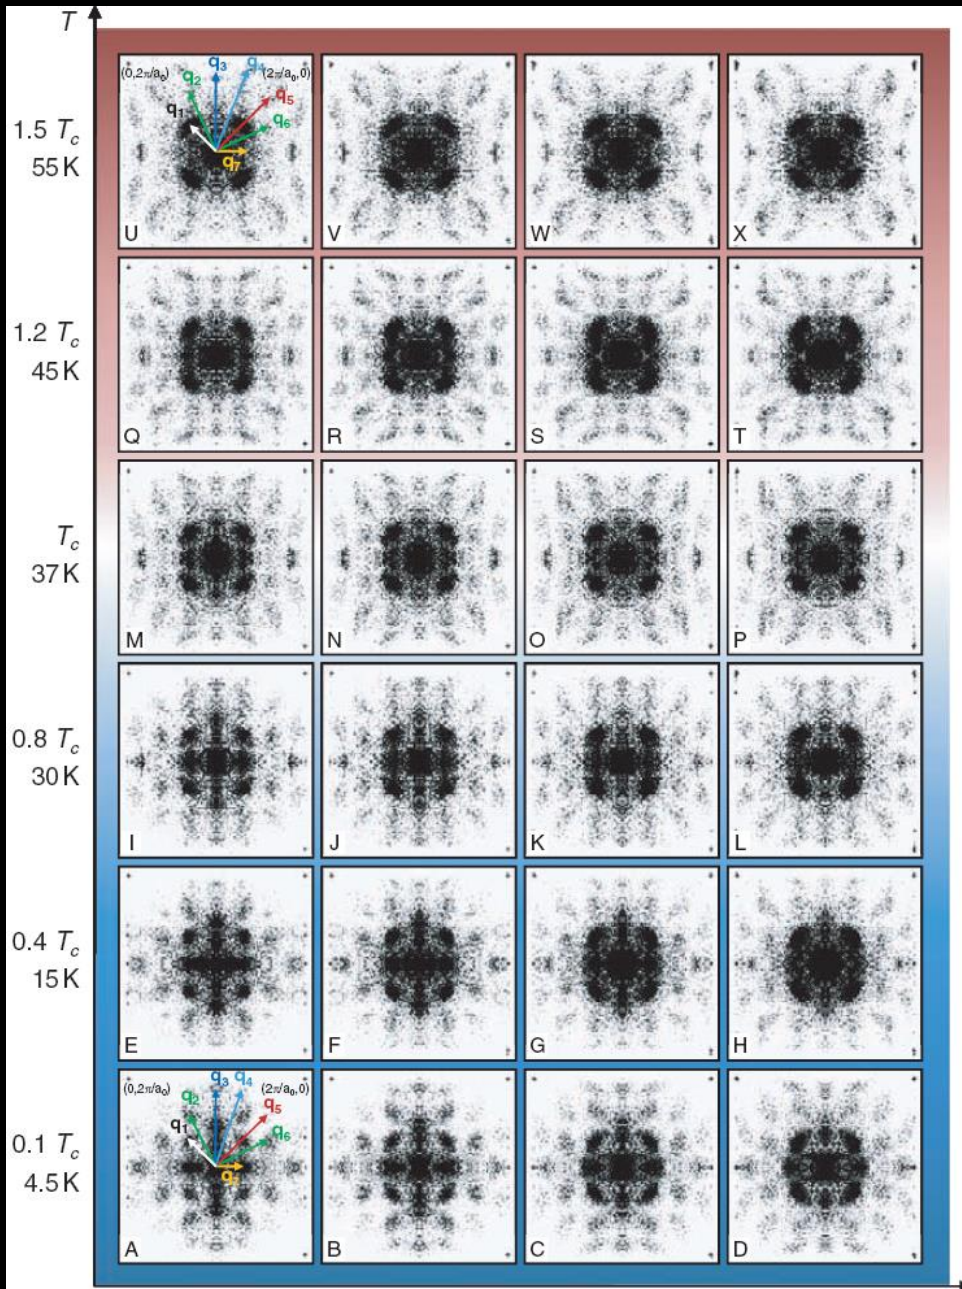 T
1.5 Tc
55 K
(0,2π/a₀) q₂ q₃ q₄ (2π/a₀,0)
q₁ q₅
q₆
q₇
U V W X
1.2 Tc
45 K
Q R S T
Tc
37 K
M N O P
0.8 Tc
30 K
I J K L
0.4 Tc
15 K
E F G H
0.1 Tc
4.5 K
(0,2π/a₀) q₂ q₃ q₄ (2π/a₀,0)
q₁ q₅
q₆
q₇
A B C D